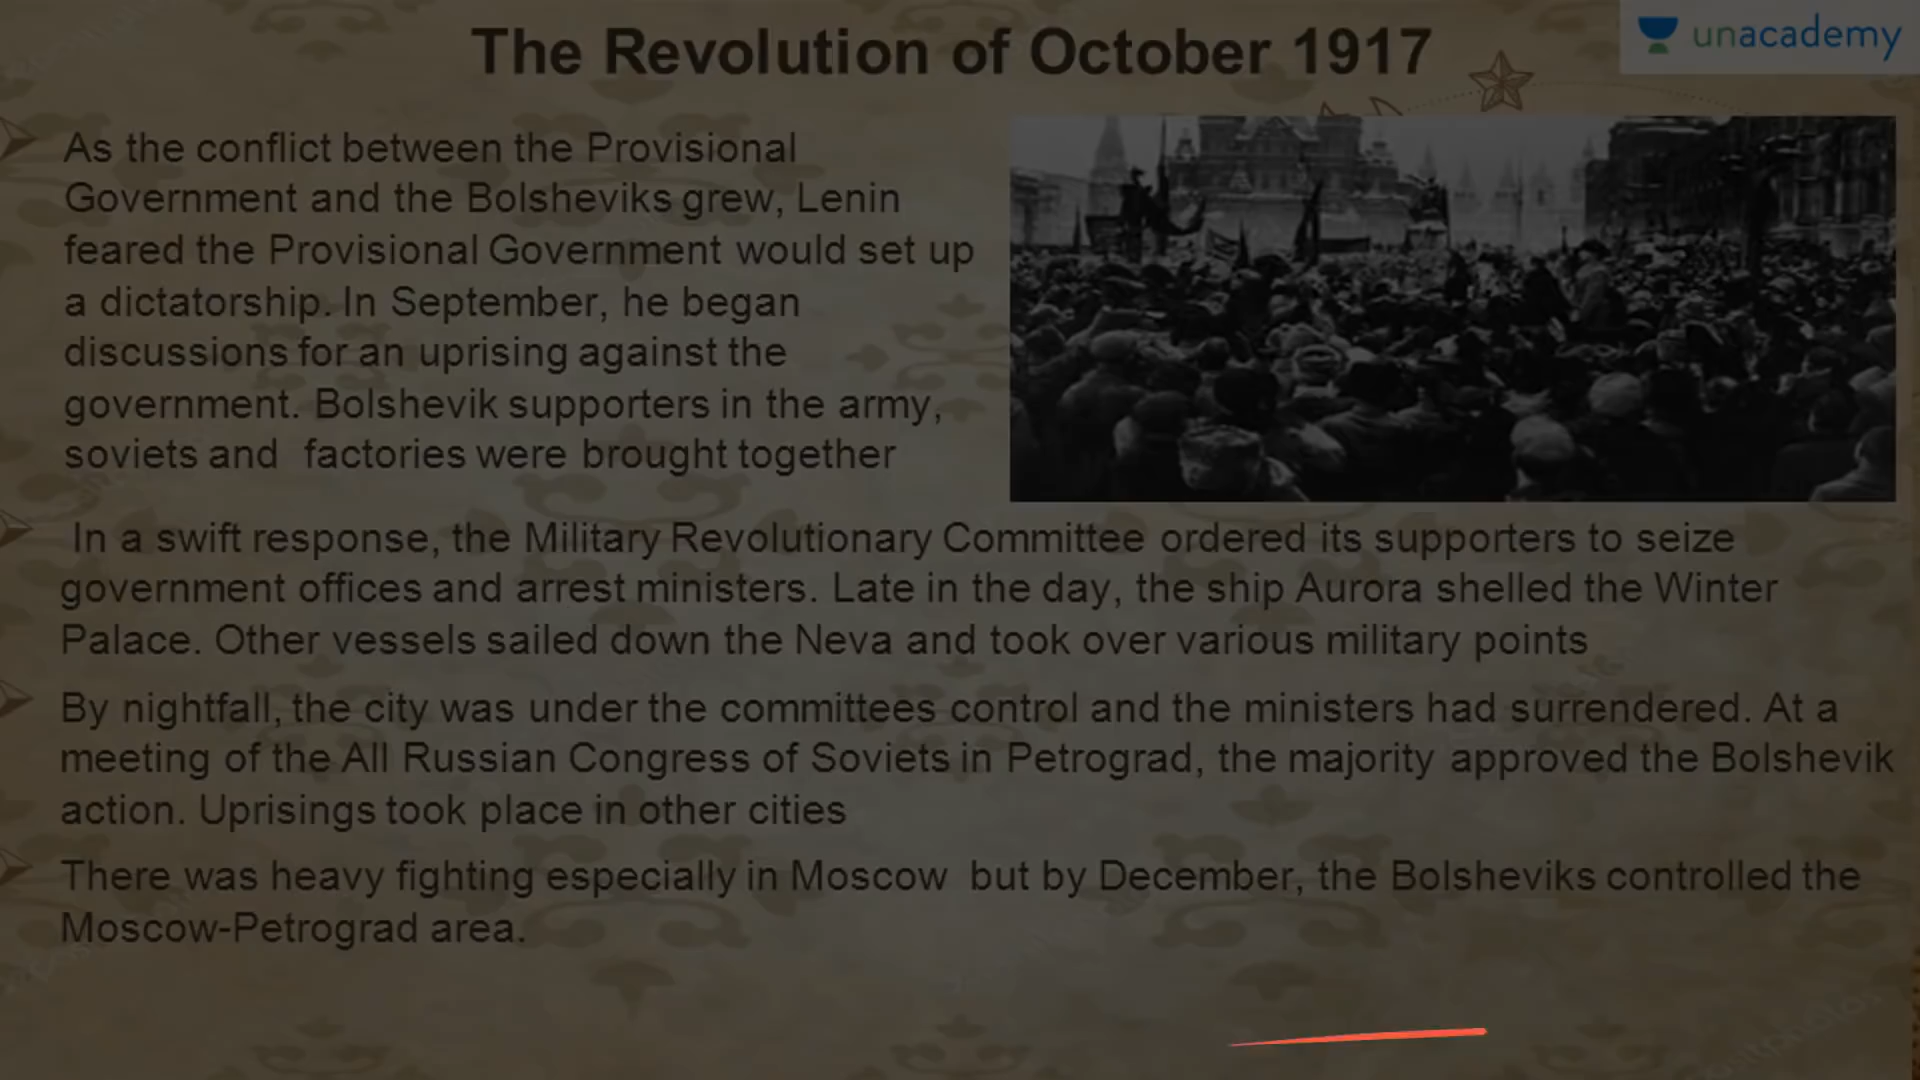 The Revolution of October 1917
unacademy
As the conflict between the Provisional
Government and the Bolsheviks grew, Lenin
feared the Provisional Government would set up
a dictatorship. In September, he began
discussions for an uprising against the
government. Bolshevik supporters in the army,
soviets and factories were brought together
In a swift response, the Military Revolutionary Committee ordered its supporters to seize
government offices and arrest ministers. Late in the day, the ship Aurora shelled the Winter
Palace. Other vessels sailed down the Neva and took over various military points
By nightfall, the city was under the committees control and the ministers had surrendered. At a
meeting of the All Russian Congress of Soviets in Petrograd, the majority approved the Bolshevik
action. Uprisings took place in other cities
There was heavy fighting especially in Moscow but by December, the Bolsheviks controlled the
Moscow-Petrograd area.